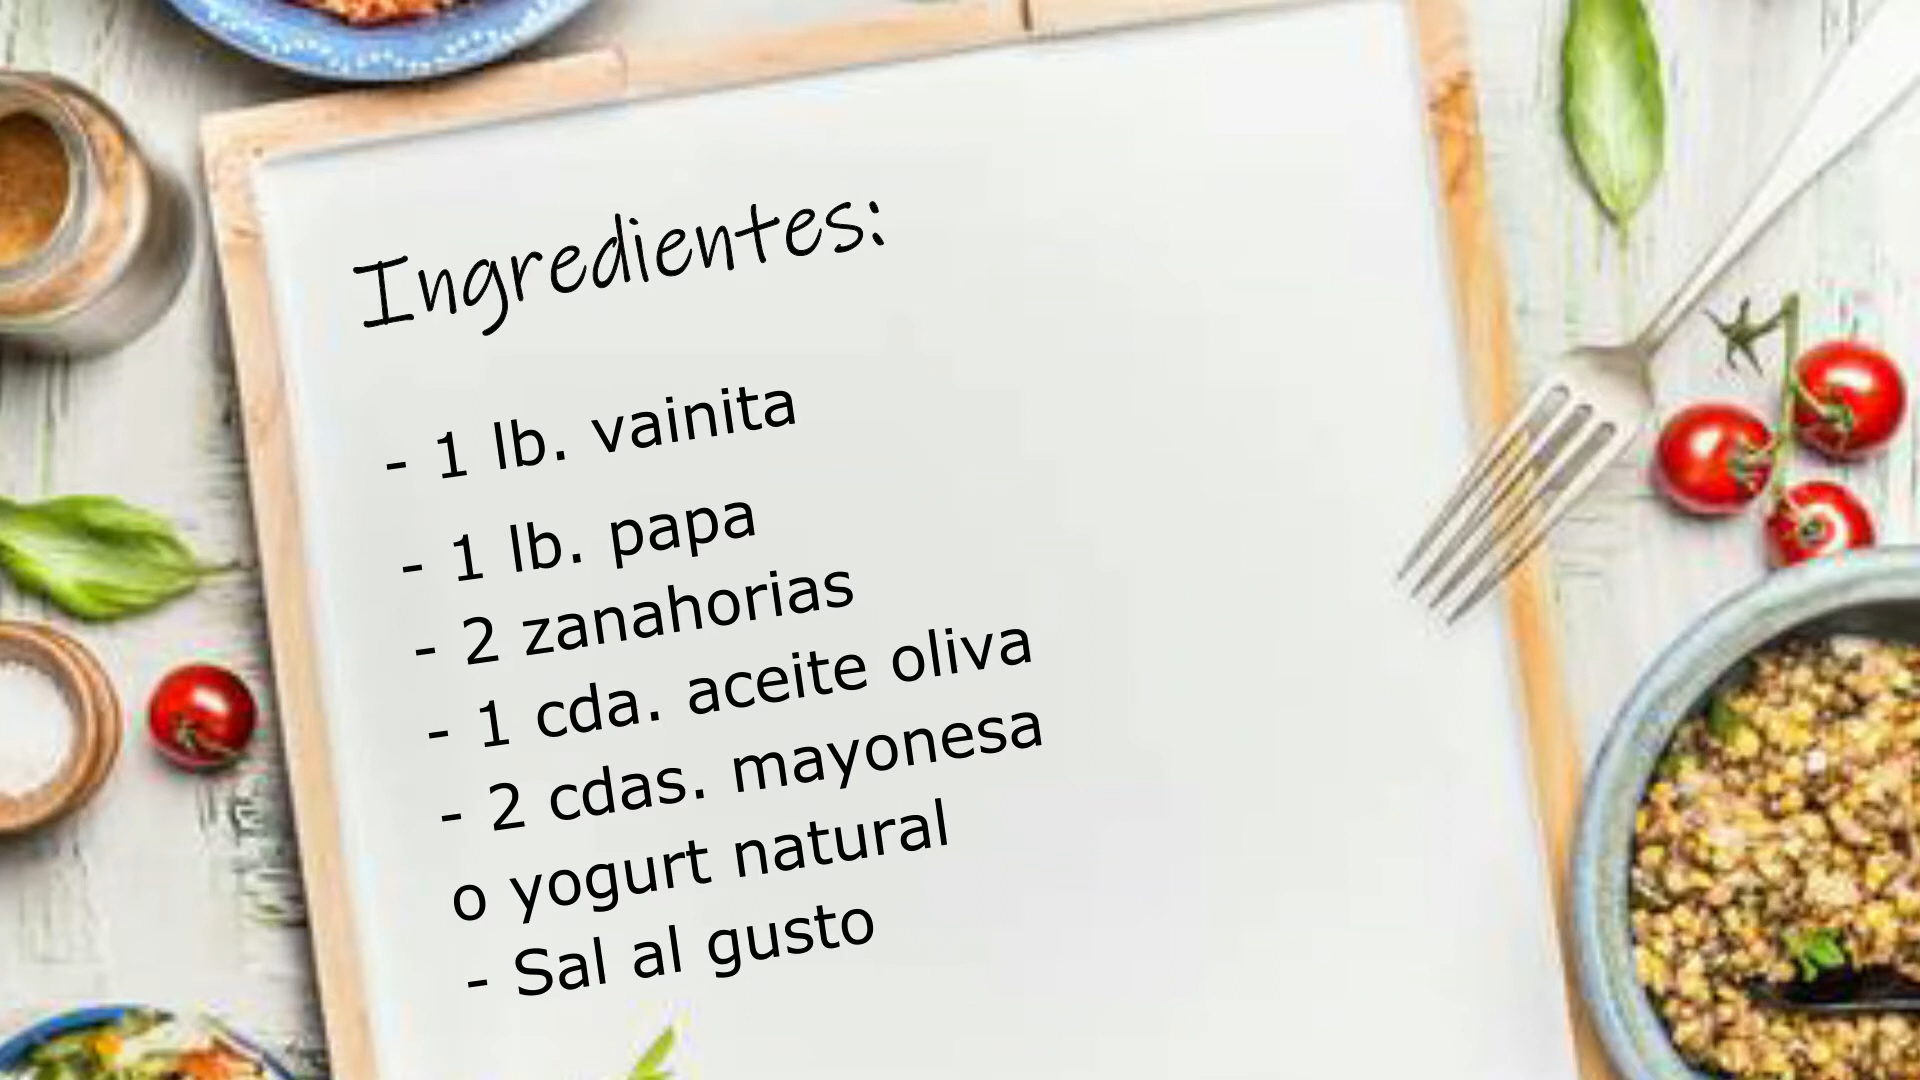 Ingredientes:
- 1 lb. vainita
- 1 lb. papa
- 2 zanahorias
- 1 cda. aceite oliva
- 2 cdas. mayonesa
o yogurt natural
- Sal al gusto